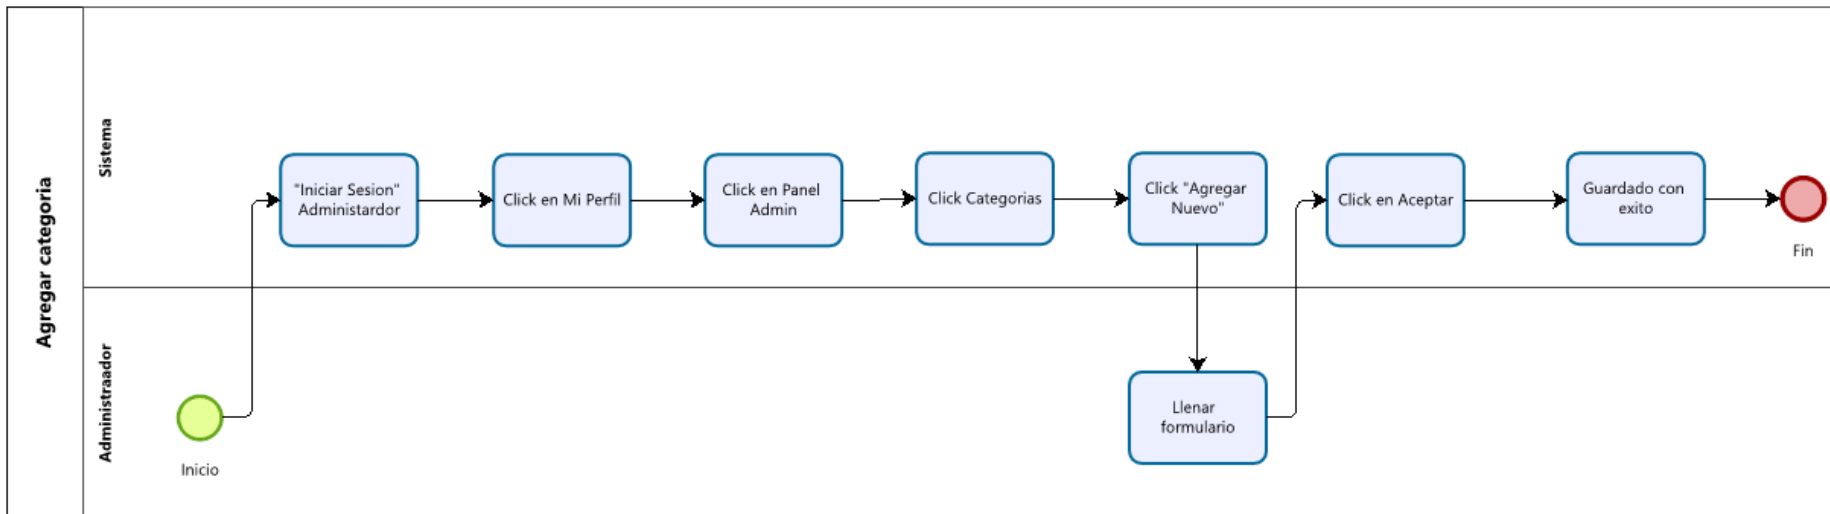 Agregar categoria
Sistema
"Iniciar Sesion"
Administardor
Click en Mi Perfil
Click en Panel
Admin
Click Categorias
Click "Agregar
Nuevo"
Click en Aceptar
Guardado con
exito
Fin
Administraador
Inicio
Llenar
formulario